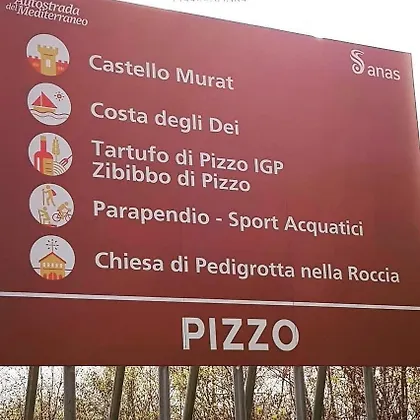 Autostrada
del Mediterraneo
anas
Castello Murat
Costa degli Dei
Tartufo di Pizzo IGP
Zibibbo di Pizzo
Parapendio - Sport Acquatici
Chiesa di Pedigrotta nella Roccia
PIZZO